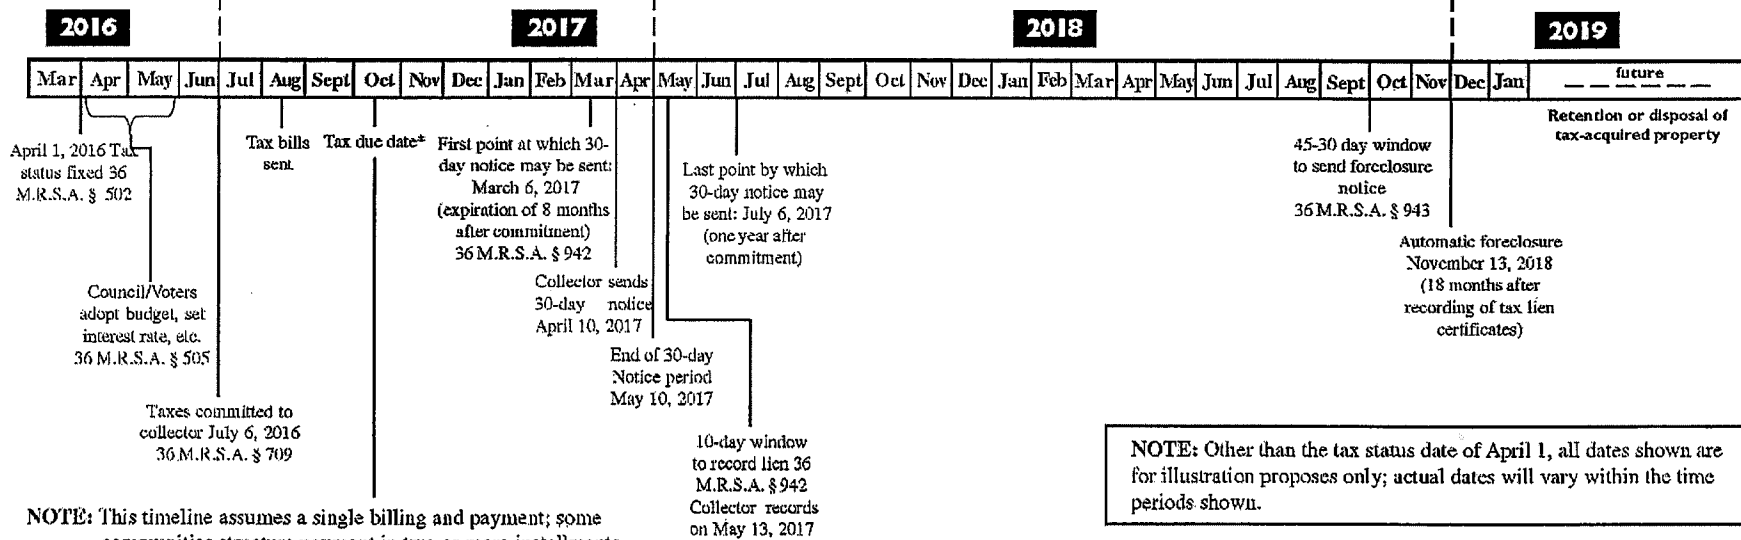 2016
2017
2018
2019
Mar Apr May Jun Jul Aug Sept Oct Nov Dec Jan Feb Mar Apr May Jun Jul Aug Sept Oct Nov Dec Jan Feb Mar Apr May Jun Jul Aug Sept Oct Nov Dec Jan future
Retention or disposal of
tax-acquired property
April 1, 2016 Tax
status fixed 36
M.R.S.A. § 502
Council/Voters
adopt budget, set
interest rate, etc.
36 M.R.S.A. § 505
Taxes committed to
collector July 6, 2016
36 M.R.S.A. § 709
Tax bills
sent
Tax due date*
First point at which 30-
day notice may be sent:
March 6, 2017
(expiration of 8 months
after commitment)
36 M.R.S.A. § 942
Collector sends
30-day notice
April 10, 2017
End of 30-day
Notice period
May 10, 2017
Last point by which
30-day notice may
be sent: July 6, 2017
(one year after
commitment)
10-day window
to record lien 36
M.R.S.A. § 942
Collector records
on May 13, 2017
45-30 day window
to send foreclosure
notice
36 M.R.S.A. § 943
Automatic foreclosure
November 13, 2018
(18 months after
recording of tax lien
certificates)
NOTE: Other than the tax status date of April 1, all dates shown are
for illustration proposes only; actual dates will vary within the time
periods shown.
NOTE: This timeline assumes a single billing and payment; some